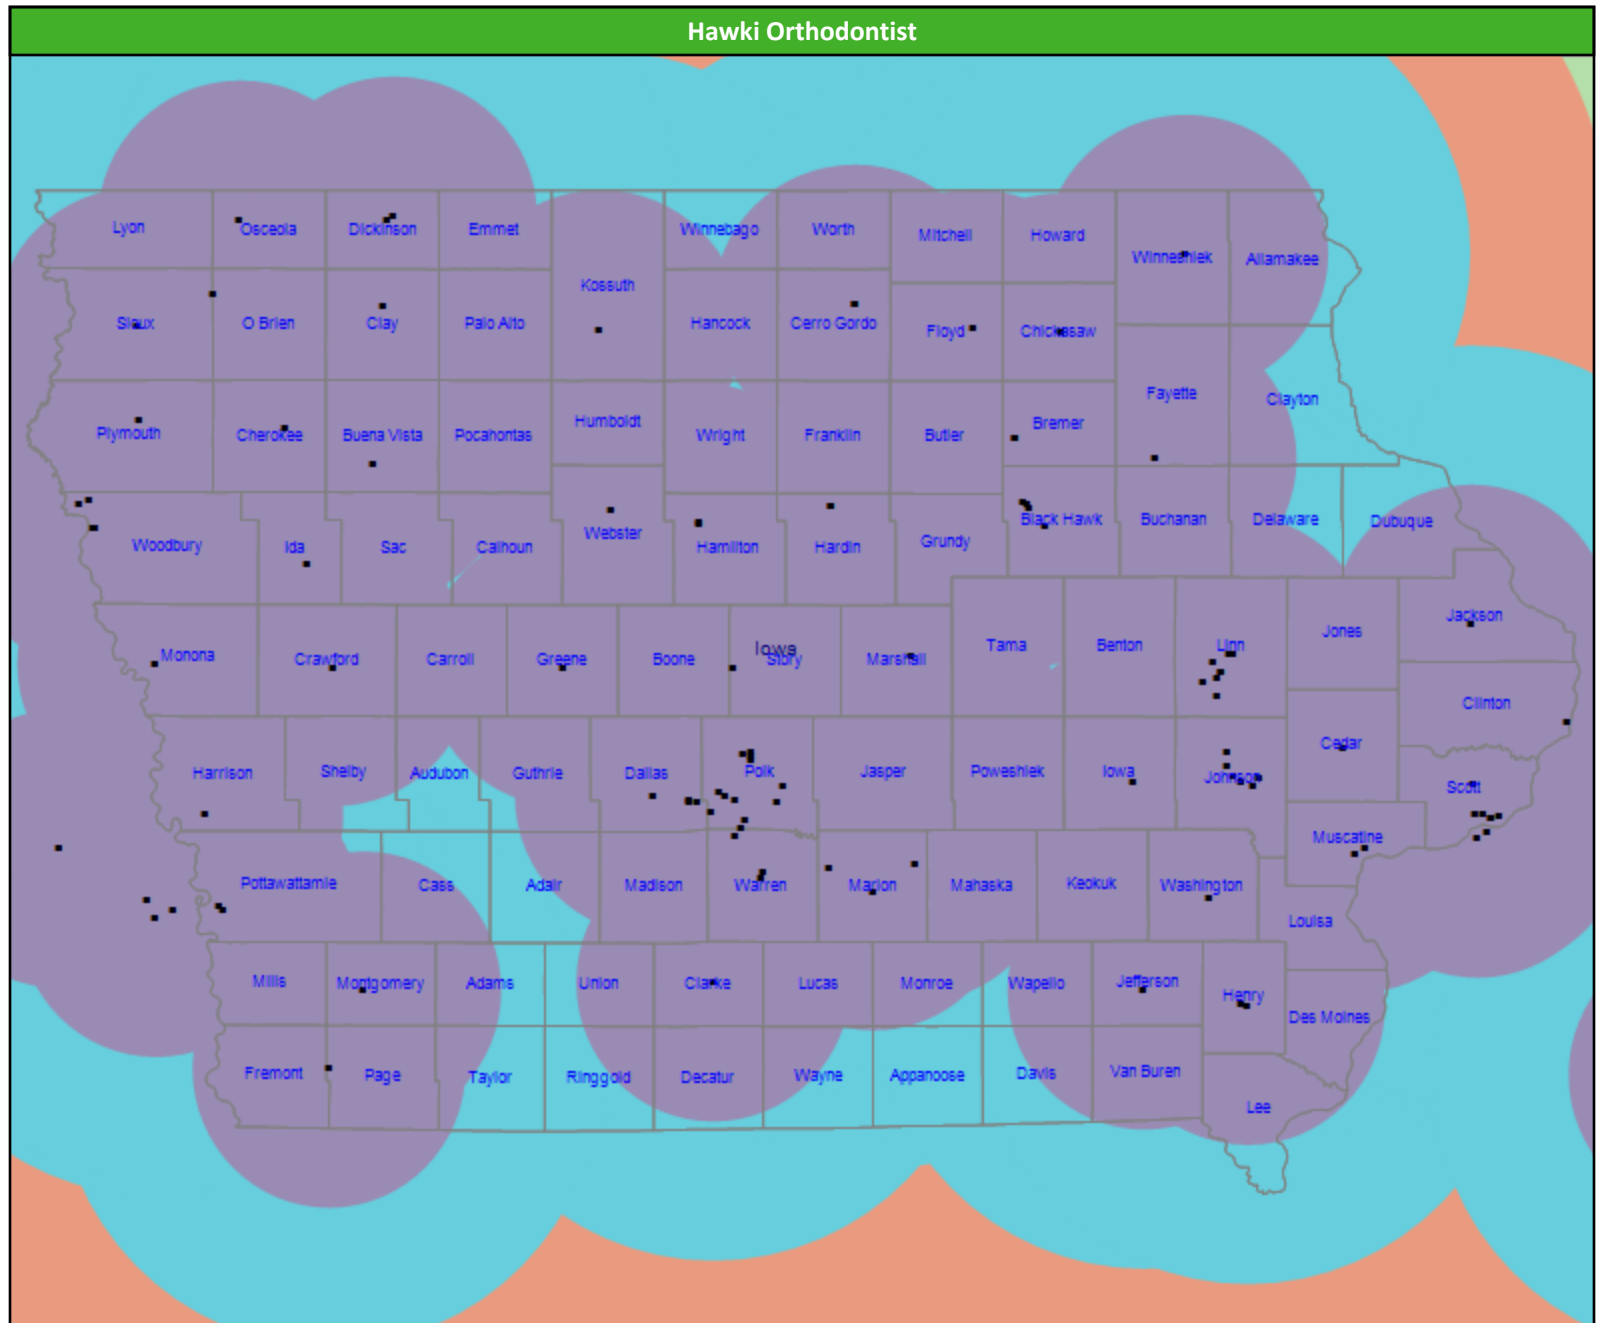 Hawki Orthodontist
Lyon
Osceola
Dickinson
Emmet
Winnebago
Worth
Mitchell
Howard
Winneshiek
Allamakee
Kossuth
Sioux
O Brien
Clay
Palo Alto
Hancock
Cerro Gordo
Floyd
Chickasaw
Fayette
Clayton
Plymouth
Cherokee
Buena Vista
Pocahontas
Humboldt
Wright
Franklin
Butler
Bremer
Woodbury
Ida
Sac
Calhoun
Webster
Hamilton
Hardin
Grundy
Black Hawk
Buchanan
Delaware
Dubuque
Monona
Crawford
Carroll
Greene
Boone
Iowa
Story
Marshall
Tama
Benton
Linn
Jones
Jackson
Clinton
Harrison
Shelby
Audubon
Guthrie
Dallas
Polk
Jasper
Poweshiek
Iowa
Johnson
Cedar
Scott
Muscatine
Pottawattamie
Cass
Adair
Madison
Warren
Marion
Mahaska
Keokuk
Washington
Louisa
Mills
Montgomery
Adams
Union
Clarke
Lucas
Monroe
Wapello
Jefferson
Henry
Des Moines
Fremont
Page
Taylor
Ringgold
Decatur
Wayne
Appanoose
Davis
Van Buren
Lee